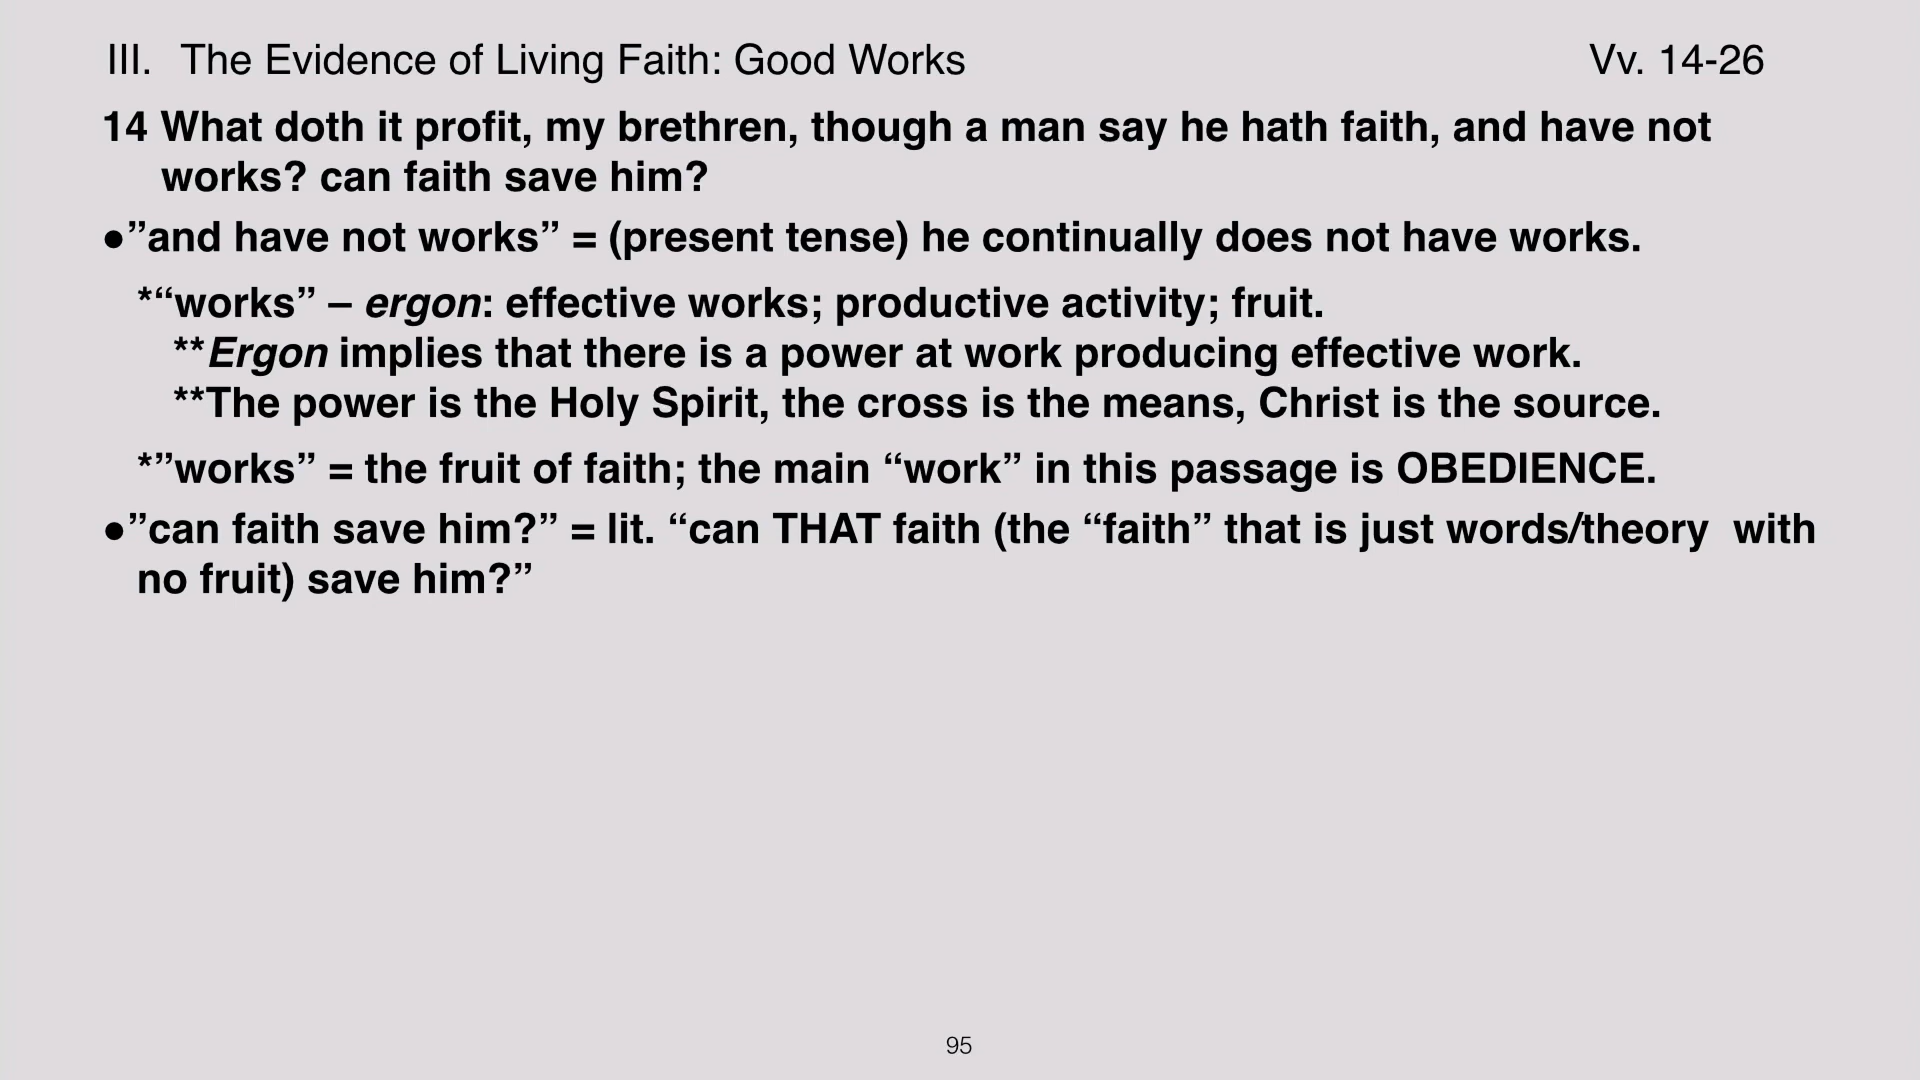 III. The Evidence of Living Faith: Good Works Vv. 14-26
14 What doth it profit, my brethren, though a man say he hath faith, and have not
works? can faith save him?
●”and have not works” = (present tense) he continually does not have works.
*“works” – ergon: effective works; productive activity; fruit.
**Ergon implies that there is a power at work producing effective work.
**The power is the Holy Spirit, the cross is the means, Christ is the source.
*”works” = the fruit of faith; the main “work” in this passage is OBEDIENCE.
●”can faith save him?” = lit. “can THAT faith (the “faith” that is just words/theory  with
no fruit) save him?”
95